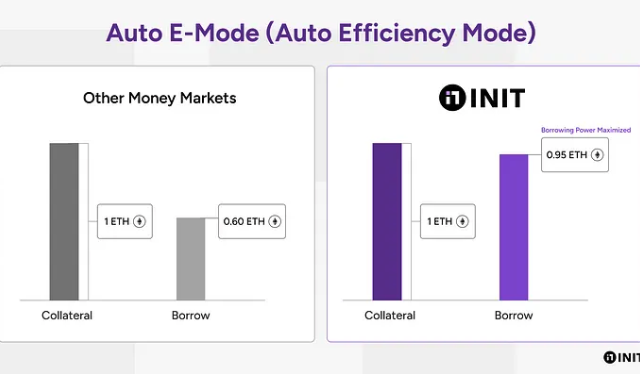 Auto E-Mode (Auto Efficiency Mode)
Other Money Markets
1 ETH
0.60 ETH
Collateral
Borrow
INIT
Borrowing Power Maximized
0.95 ETH
1 ETH
Collateral
Borrow
INIT